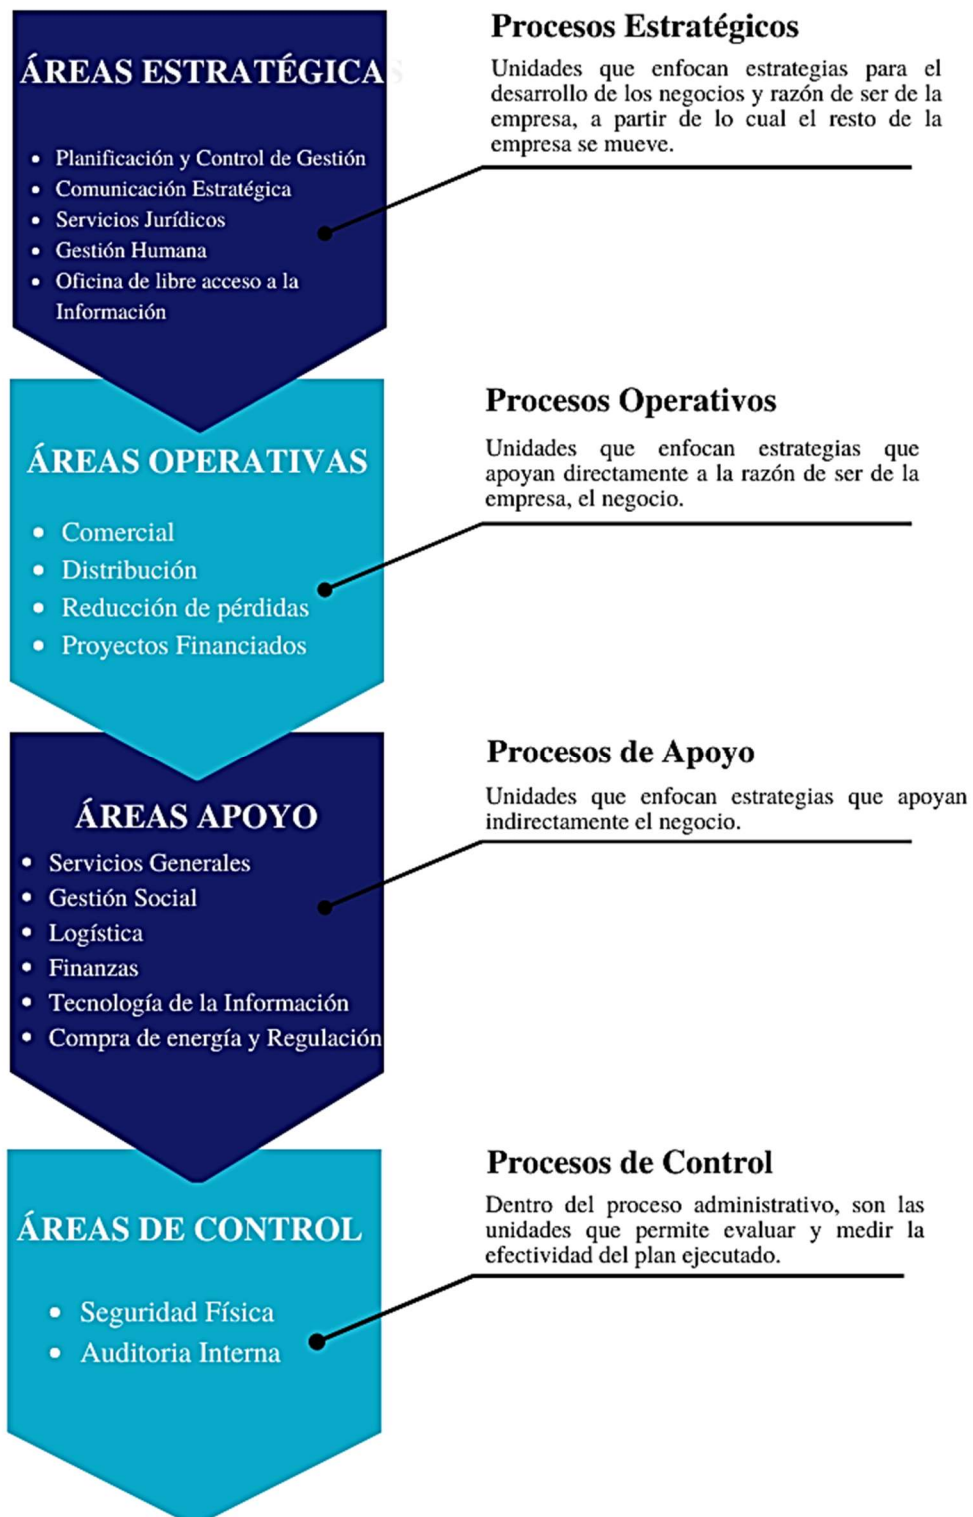 ÁREAS ESTRATÉGICAS
• Planificación y Control de Gestión
• Comunicación Estratégica
• Servicios Jurídicos
• Gestión Humana
• Oficina de libre acceso a la
Información
Procesos Estratégicos
Unidades que enfocan estrategias para el
desarrollo de los negocios y razón de ser de la
empresa, a partir de lo cual el resto de la
empresa se mueve.
ÁREAS OPERATIVAS
• Comercial
• Distribución
• Reducción de pérdidas
• Proyectos Financiados
Procesos Operativos
Unidades que enfocan estrategias que
apoyan directamente a la razón de ser de la
empresa, el negocio.
ÁREAS APOYO
• Servicios Generales
• Gestión Social
• Logística
• Finanzas
• Tecnología de la Información
• Compra de energía y Regulación
Procesos de Apoyo
Unidades que enfocan estrategias que apoyan
indirectamente el negocio.
ÁREAS DE CONTROL
• Seguridad Física
• Auditoria Interna
Procesos de Control
Dentro del proceso administrativo, son las
unidades que permite evaluar y medir la
efectividad del plan ejecutado.